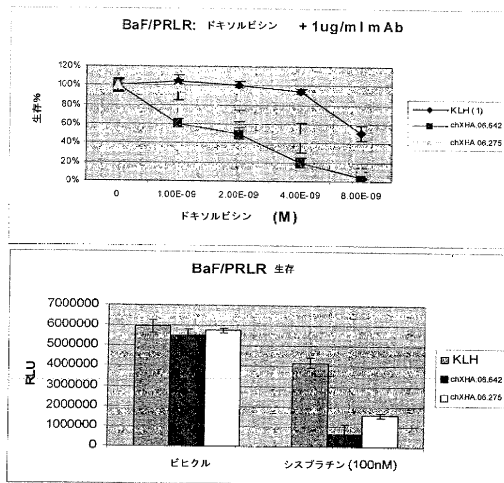 BaF/PRLR: ドキソルビシン + 1ug/ml mAb
120%
100%
80%
60%
40%
20%
0%
生存%
0
1.00E-09
2.00E-09
4.00E-09
8.00E-09
ドキソルビシン (M)
KLH (1)
chXHA.06.642
chXHA.06.275
BaF/PRLR 生存
7000000
6000000
5000000
4000000
3000000
2000000
1000000
0
RLU
ビヒクル
シスプラチン (100nM)
KLH
chXHA.06.642
chXHA.06.275